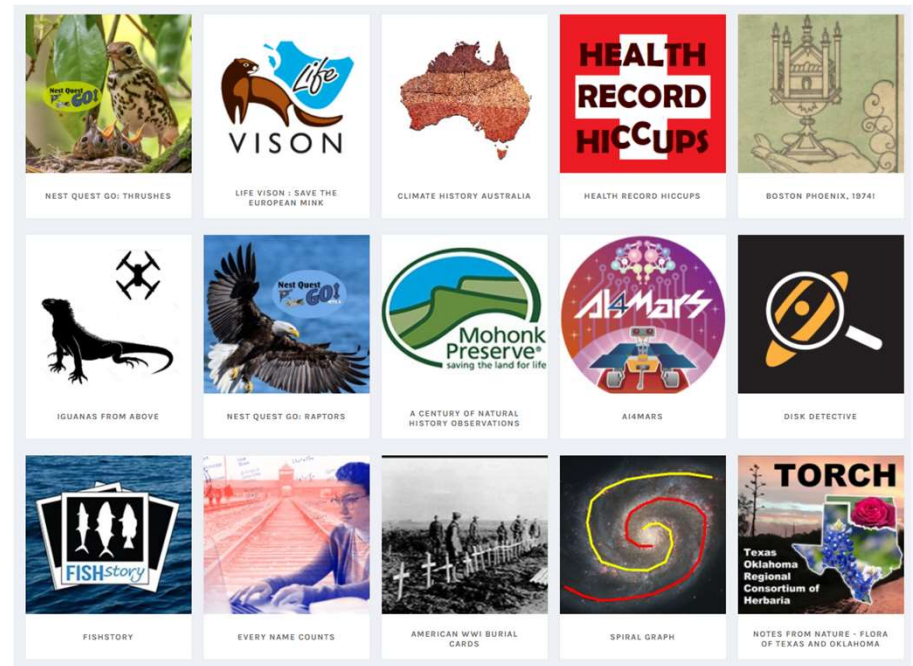 Nest Quest
GO!
Life
VISON
HEALTH
RECORD
HICCUPS
NEST QUEST GO: THRUSHES
LIFE VISON : SAVE THE
EUROPEAN MINK
CLIMATE HISTORY AUSTRALIA
HEALTH RECORD HICCUPS
BOSTON PHOENIX, 1974!
Nest Quest
GO!
Mohonk
Preserve®
saving the land for life
AI4Mars
IGUANAS FROM ABOVE
NEST QUEST GO: RAPTORS
A CENTURY OF NATURAL
HISTORY OBSERVATIONS
AI4MARS
DISK DETECTIVE
FISHstory
TORCH
Texas
Oklahoma
Regional
Consortium of
Herbaria
FISHSTORY
EVERY NAME COUNTS
AMERICAN WWI BURIAL
CARDS
SPIRAL GRAPH
NOTES FROM NATURE - FLORA
OF TEXAS AND OKLAHOMA